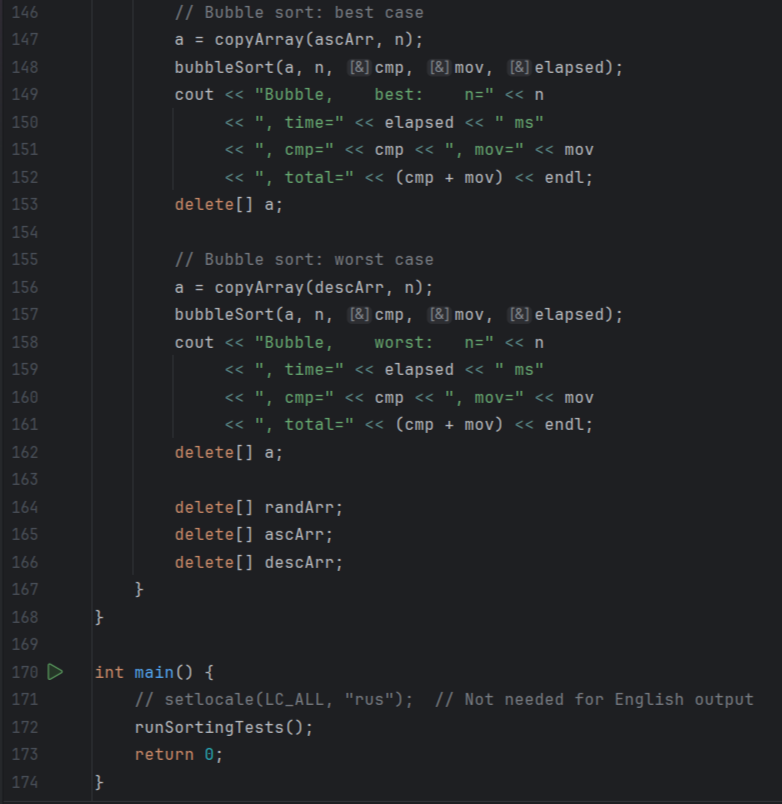 146 // Bubble sort: best case
147 a = copyArray(ascArr, n);
148 bubbleSort(a, n, [&]cmp, [&]mov, [&]elapsed);
149 cout << "Bubble,    best:    n=" << n
150 << ", time=" << elapsed << " ms"
151 << ", cmp=" << cmp << ", mov=" << mov
152 << ", total=" << (cmp + mov) << endl;
153 delete[] a;
154
155 // Bubble sort: worst case
156 a = copyArray(descArr, n);
157 bubbleSort(a, n, [&]cmp, [&]mov, [&]elapsed);
158 cout << "Bubble,    worst:   n=" << n
159 << ", time=" << elapsed << " ms"
160 << ", cmp=" << cmp << ", mov=" << mov
161 << ", total=" << (cmp + mov) << endl;
162 delete[] a;
163
164 delete[] randArr;
165 delete[] ascArr;
166 delete[] descArr;
167 }
168 }
169
170 int main() {
171 // setlocale(LC_ALL, "rus");  // Not needed for English output
172 runSortingTests();
173 return 0;
174 }